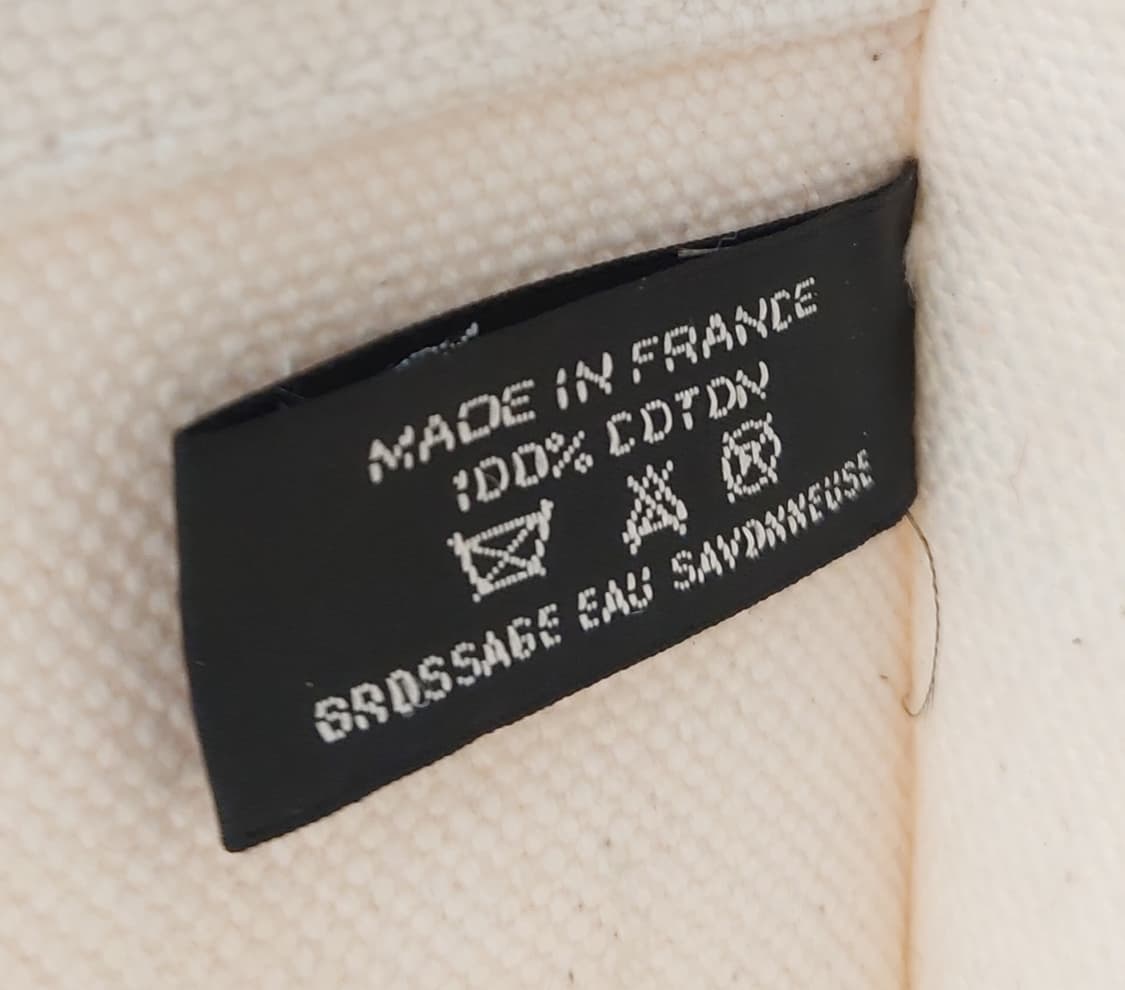 MADE IN FRANCE
100% COTON
BROSSAGE EAU SAVONNEUSE